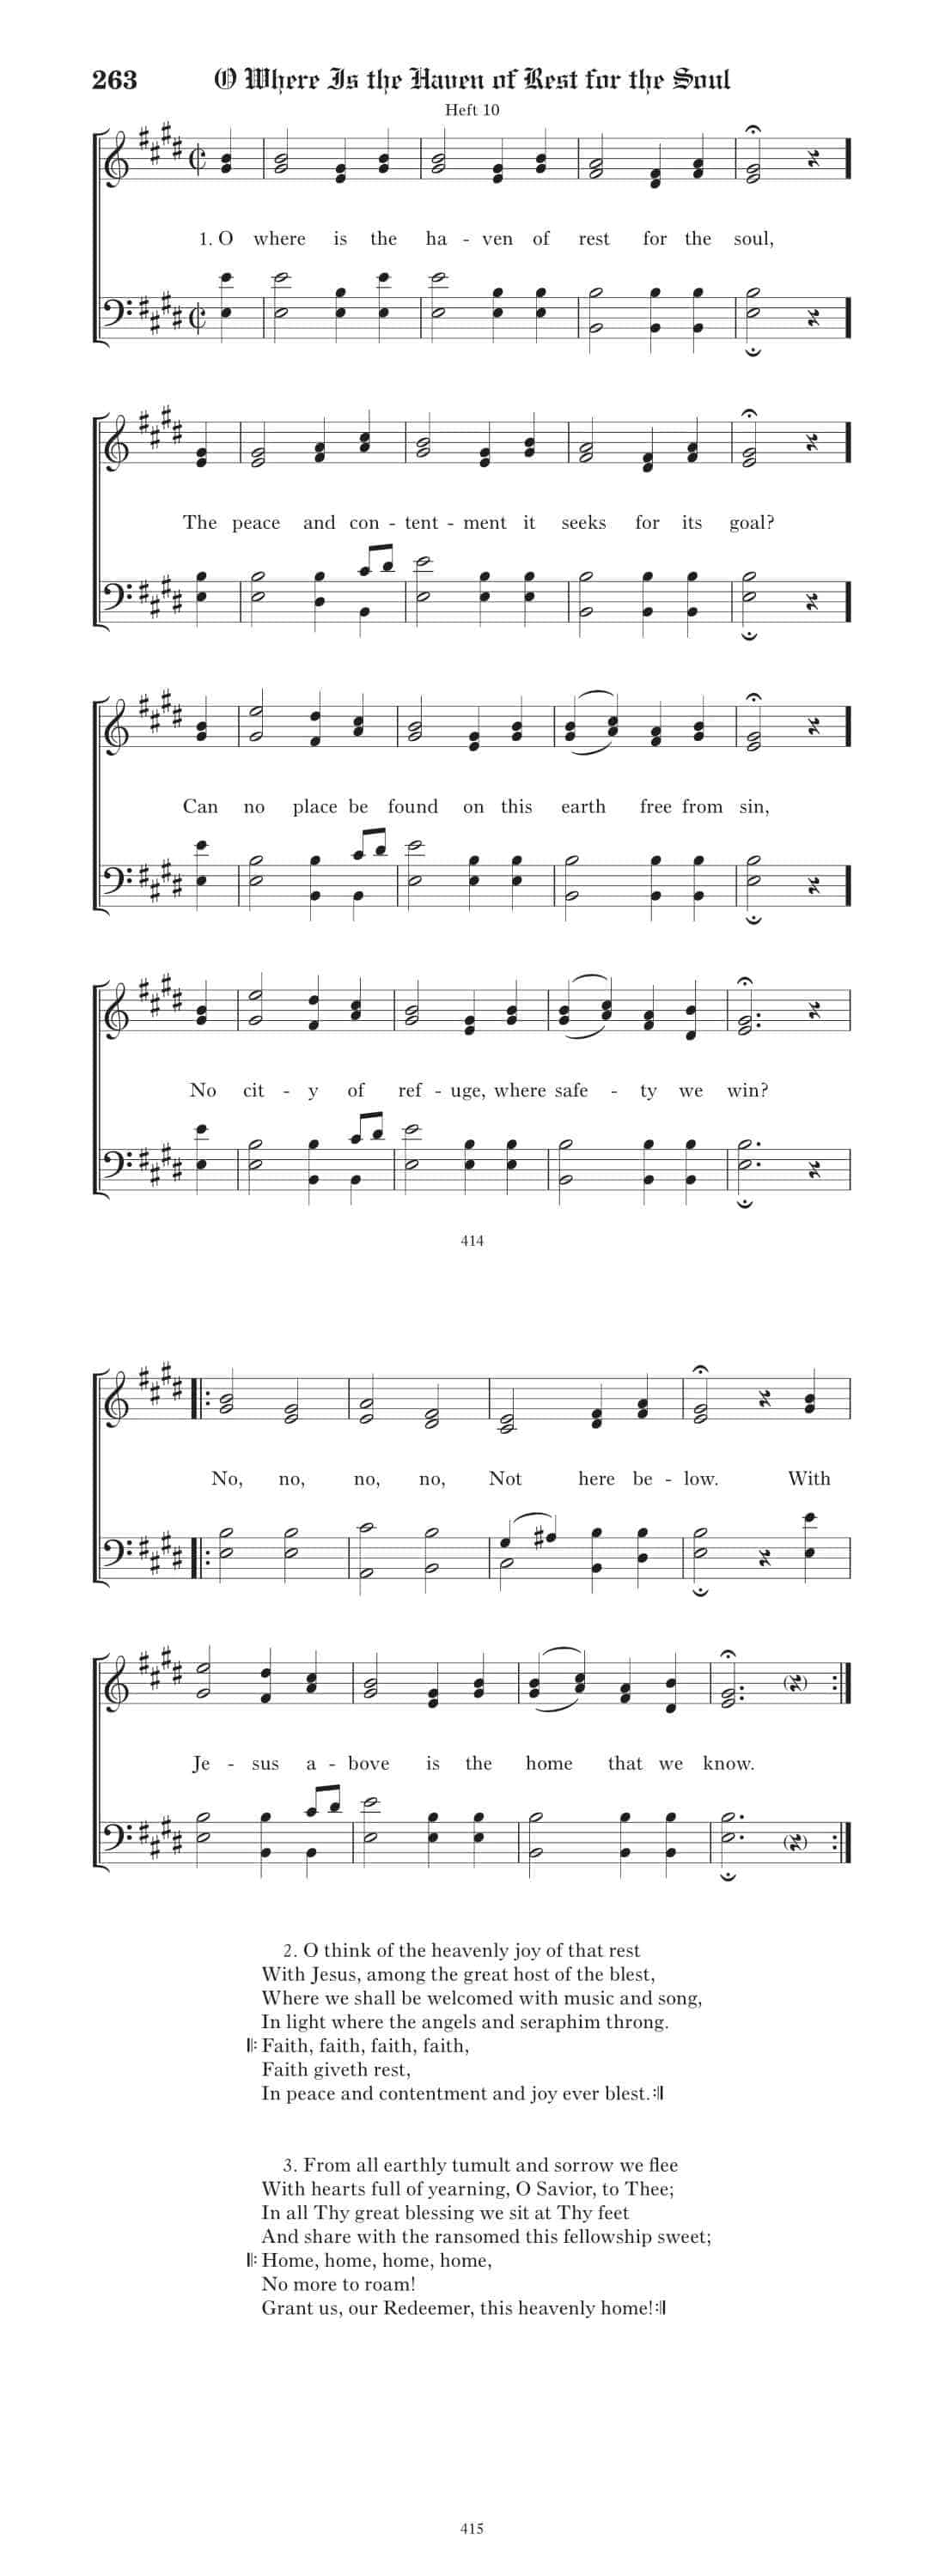 263 O Where Is the Haven of Rest for the Soul
Heft 10
1. O where is the ha - ven of rest for the soul,
The peace and con - tent - ment it seeks for its goal?
Can no place be found on this earth free from sin,
No cit - y of ref - uge, where safe - ty we win?
414
No, no, no, no, Not here be - low. With
Je - sus a - bove is the home that we know.
2. O think of the heavenly joy of that rest
With Jesus, among the great host of the blest,
Where we shall be welcomed with music and song,
In light where the angels and seraphim throng.
𝄆 Faith, faith, faith, faith,
Faith giveth rest,
In peace and contentment and joy ever blest. 𝄇
3. From all earthly tumult and sorrow we flee
With hearts full of yearning, O Savior, to Thee;
In all Thy great blessing we sit at Thy feet
And share with the ransomed this fellowship sweet;
𝄆 Home, home, home, home,
No more to roam!
Grant us, our Redeemer, this heavenly home! 𝄇
415